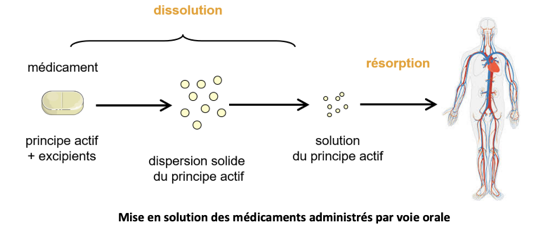 dissolution
médicament
résorption
principe actif
+ excipients
dispersion solide
du principe actif
solution
du principe actif
Mise en solution des médicaments administrés par voie orale